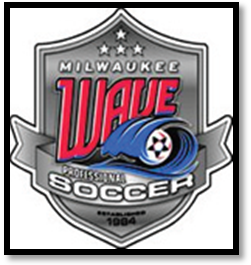 MILWAUKEE
WAVE
PROFESSIONAL
SOCCER
ESTABLISHED
1984